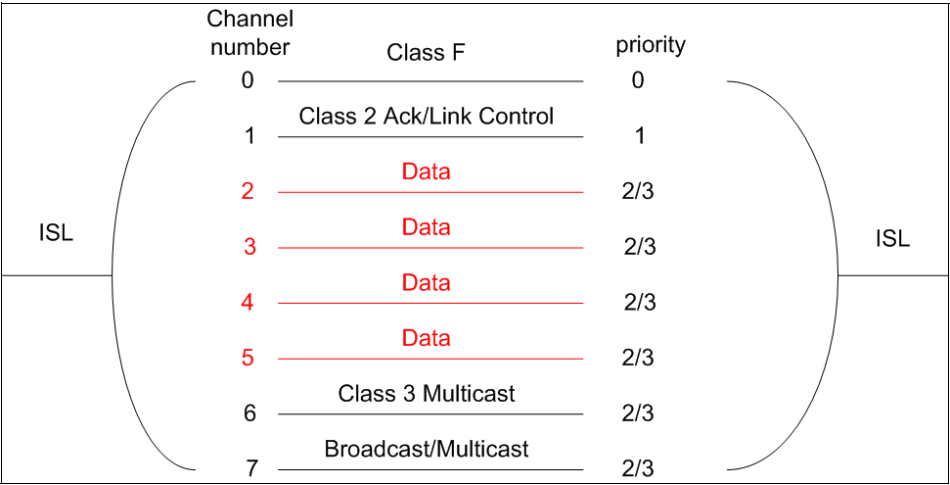 Channel
number
Class F
priority
0
0
Class 2 Ack/Link Control
1
1
Data
2
2/3
Data
ISL
3
2/3
ISL
Data
4
2/3
Data
5
2/3
Class 3 Multicast
6
2/3
Broadcast/Multicast
7
2/3